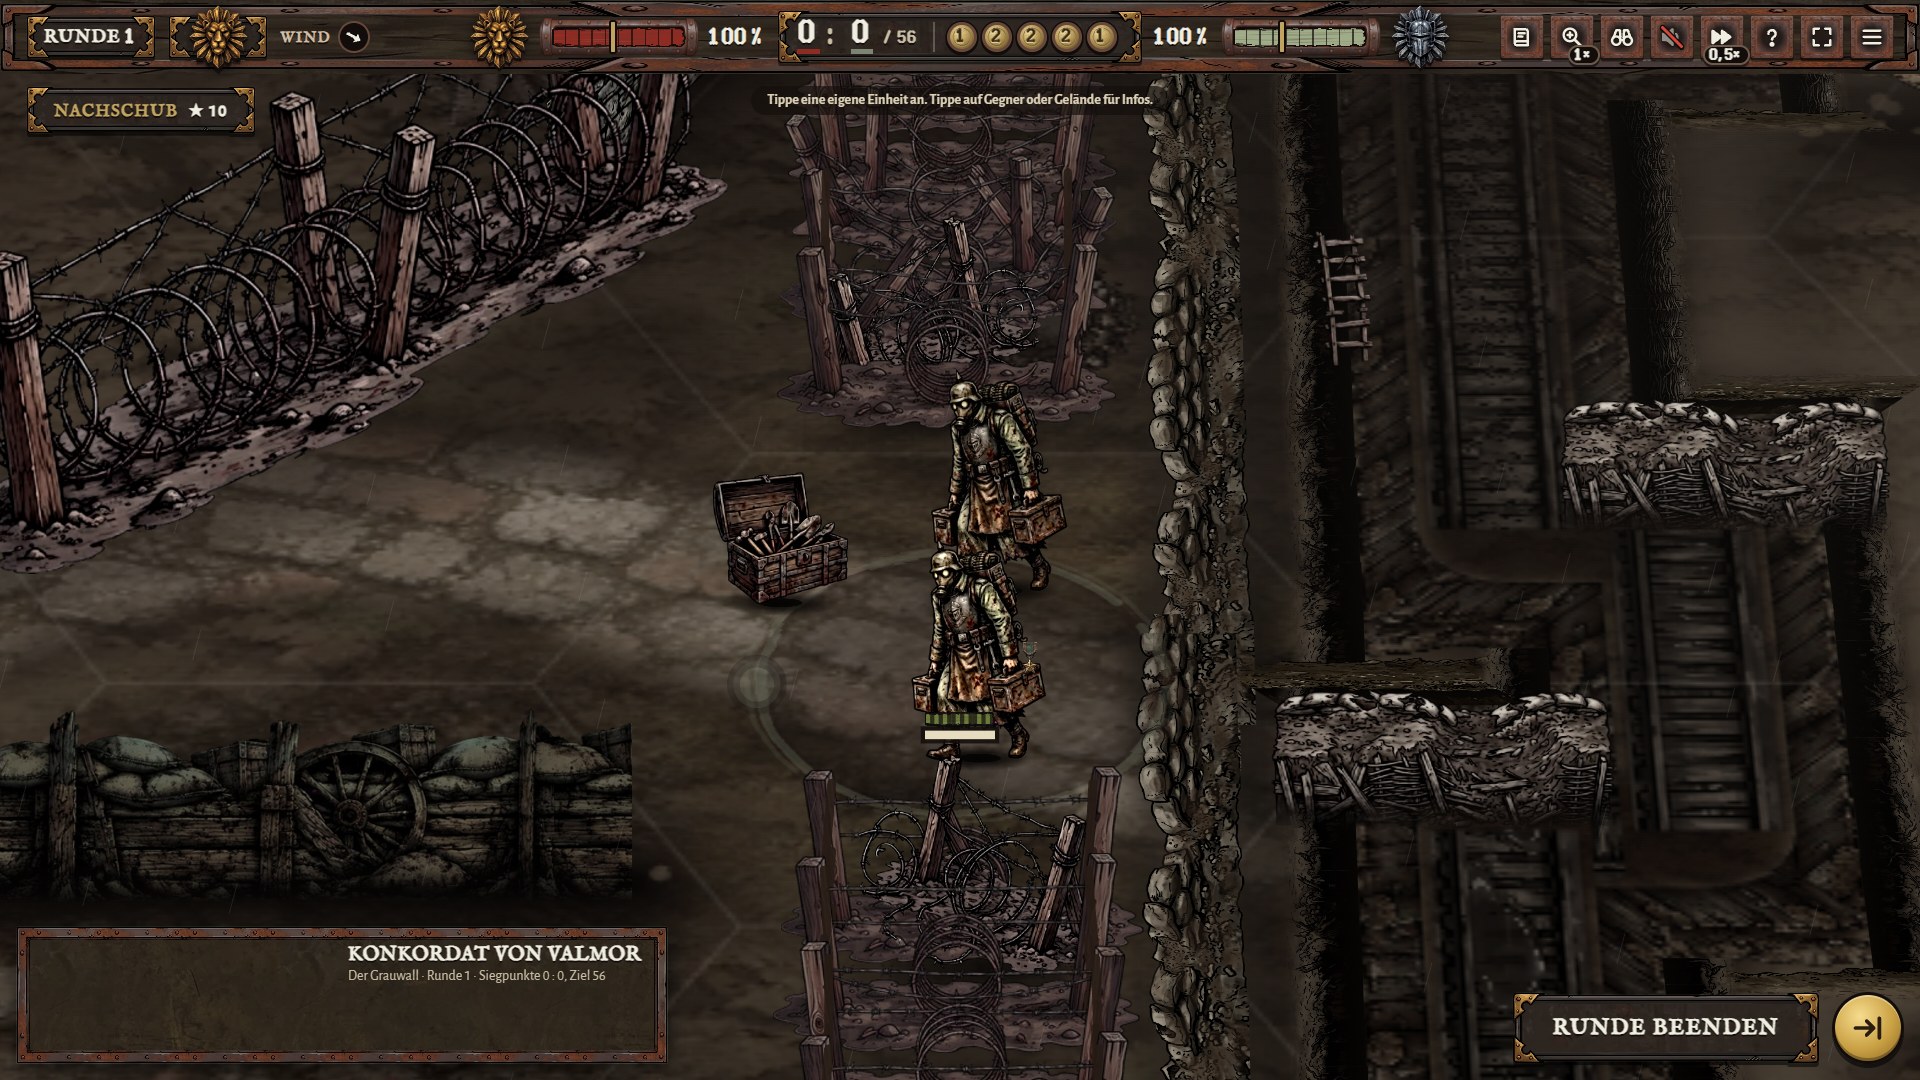 RUNDE 1
WIND
100%
0 : 0 / 56
1 2 2 2 1
100%
1×
0,5×
?
NACHSCHUB ★ 10
Tippe eine eigene Einheit an. Tippe auf Gegner oder Gelände für Infos.
KONKORDAT VON VALMOR
Der Grauwall · Runde 1 · Siegpunkte 0 : 0, Ziel 56
RUNDE BEENDEN